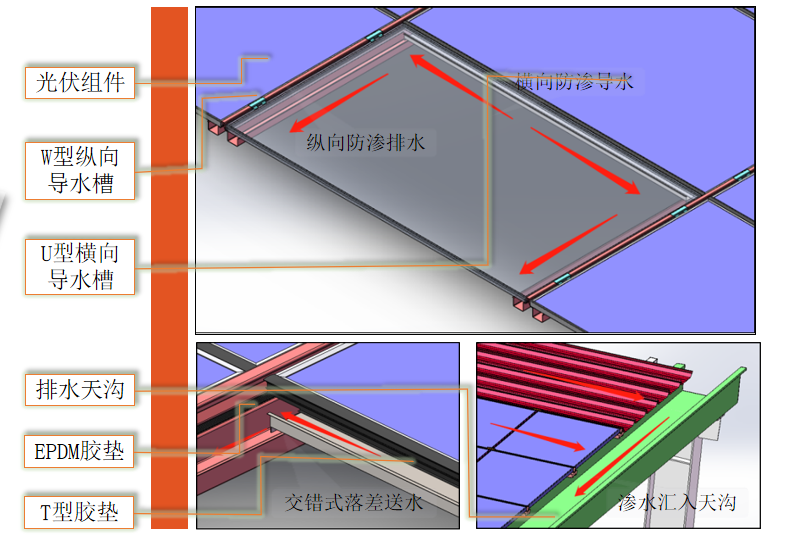 光伏组件
W型纵向
导水槽
U型横向
导水槽
排水天沟
EPDM胶垫
T型胶垫
横向防渗导水
纵向防渗排水
交错式落差送水
渗水汇入天沟